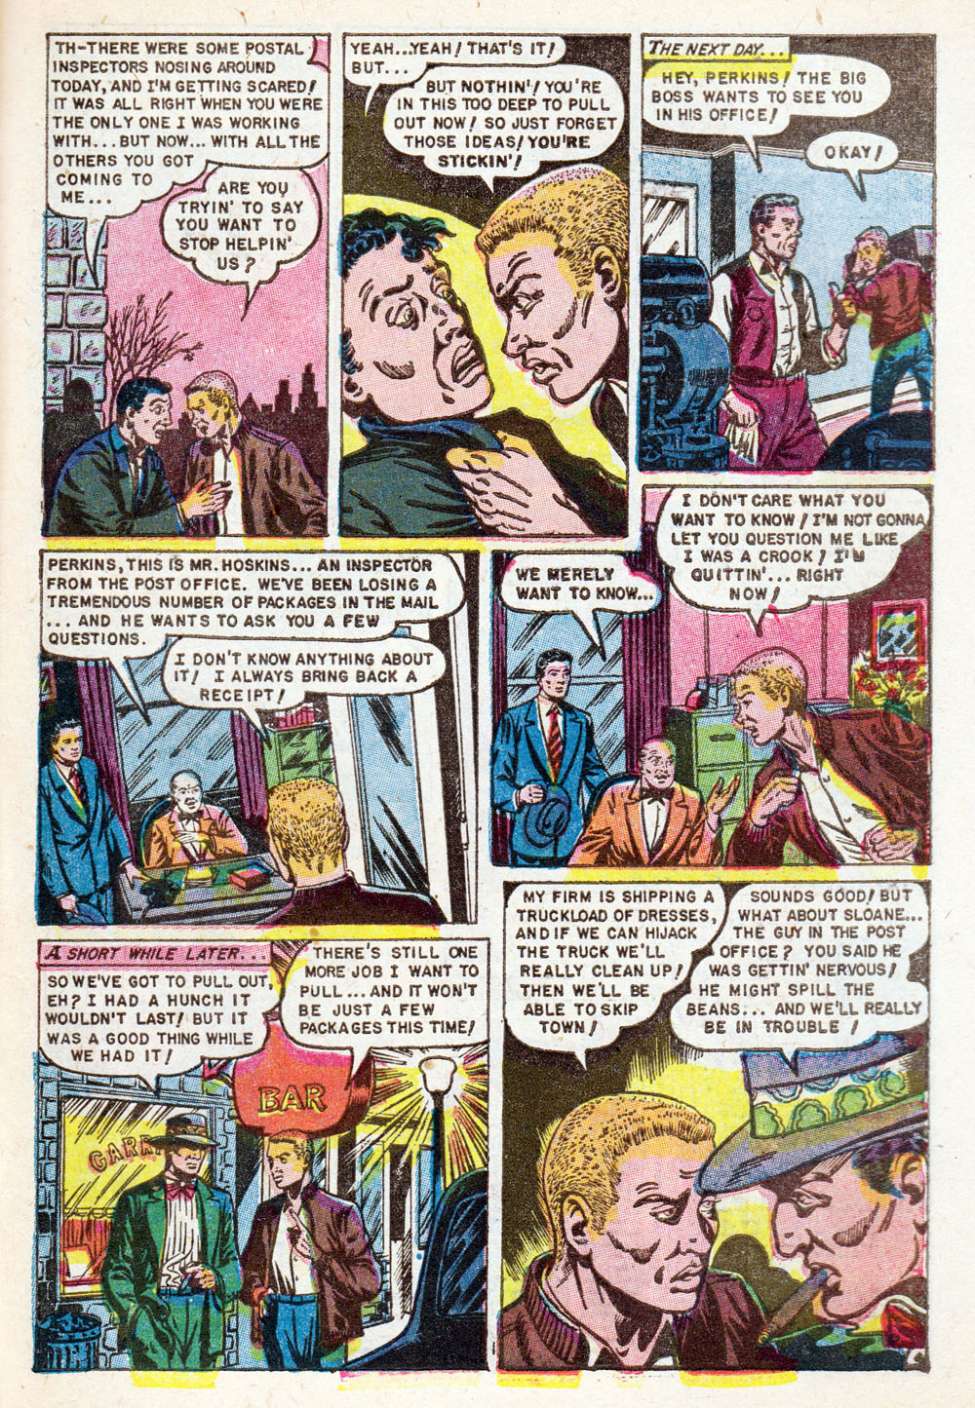 TH-THERE WERE SOME POSTAL
INSPECTORS NOSING AROUND
TODAY, AND I'M GETTING SCARED!
IT WAS ALL RIGHT WHEN YOU WERE
THE ONLY ONE I WAS WORKING
WITH... BUT NOW... WITH ALL THE
OTHERS YOU GOT
COMING TO
ME...
ARE YOU
TRYIN' TO SAY
YOU WANT TO
STOP HELPIN'
US?
YEAH...YEAH! THAT'S IT!
BUT...
BUT NOTHIN'! YOU'RE
IN THIS TOO DEEP TO PULL
OUT NOW! SO JUST FORGET
THOSE IDEAS! YOU'RE
STICKIN'!
THE NEXT DAY...
HEY, PERKINS! THE BIG
BOSS WANTS TO SEE YOU
IN HIS OFFICE!
OKAY!
PERKINS, THIS IS MR. HOSKINS... AN INSPECTOR
FROM THE POST OFFICE. WE'VE BEEN LOSING A
TREMENDOUS NUMBER OF PACKAGES IN THE MAIL
... AND HE WANTS TO ASK YOU A FEW
QUESTIONS.
I DON'T KNOW ANYTHING ABOUT
IT! I ALWAYS BRING BACK A
RECEIPT!
WE MERELY
WANT TO KNOW...
I DON'T CARE WHAT YOU
WANT TO KNOW! I'M NOT GONNA
LET YOU QUESTION ME LIKE
I WAS A CROOK! I'M
QUITTIN'... RIGHT
NOW!
A SHORT WHILE LATER...
SO WE'VE GOT TO PULL OUT,
EH? I HAD A HUNCH IT
WOULDN'T LAST! BUT IT
WAS A GOOD THING WHILE
WE HAD IT!
THERE'S STILL ONE
MORE JOB I WANT TO
PULL... AND IT WON'T
BE JUST A FEW
PACKAGES THIS TIME!
BAR
GARR
MY FIRM IS SHIPPING A
TRUCKLOAD OF DRESSES,
AND IF WE CAN HIJACK
THE TRUCK WE'LL
REALLY CLEAN UP!
THEN WE'LL BE
ABLE TO SKIP
TOWN!
SOUNDS GOOD! BUT
WHAT ABOUT SLOANE...
THE GUY IN THE POST
OFFICE? YOU SAID HE
WAS GETTIN' NERVOUS!
HE MIGHT SPILL THE
BEANS... AND WE'LL REALLY
BE IN TROUBLE!